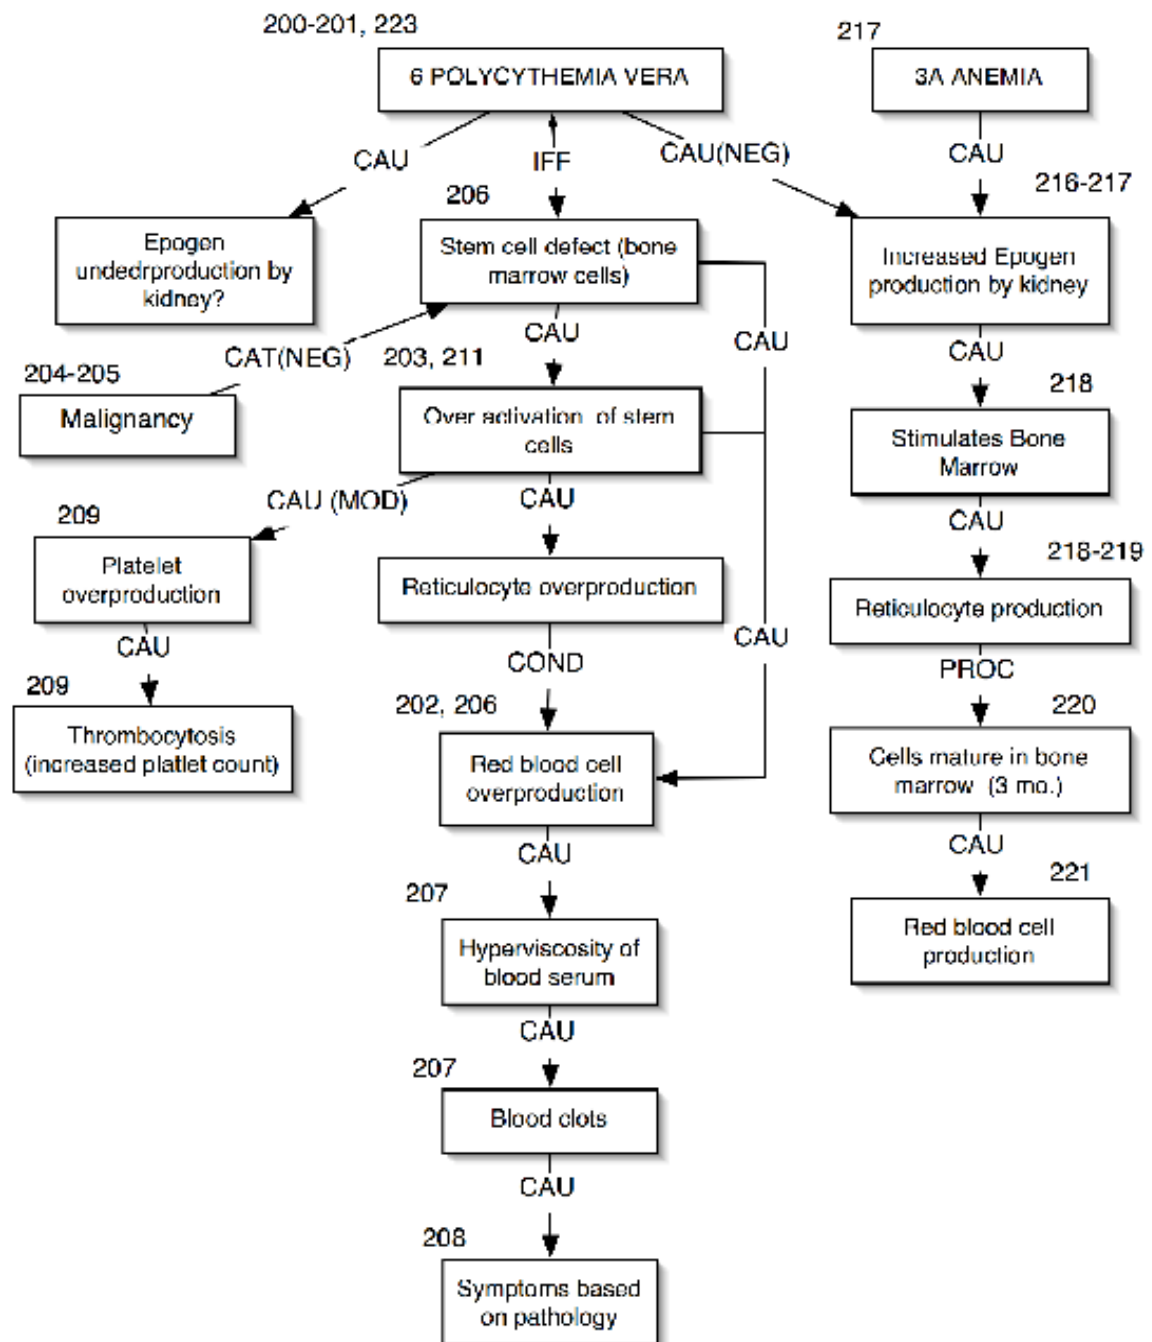 200-201, 223
217
6 POLYCYTHEMIA VERA
3A ANEMIA
CAU
IFF
CAU(NEG)
CAU
206
216-217
Epogen
undedrproduction by
kidney?
Stem cell defect (bone
marrow cells)
Increased Epogen
production by kidney
CAU
CAU
CAU
CAT(NEG)
203, 211
204-205
218
Malignancy
Over activation of stem
cells
Stimulates Bone
Marrow
CAU (MOD)
CAU
CAU
209
218-219
Platelet
overproduction
Reticulocyte overproduction
Reticulocyte production
CAU
COND
CAU
PROC
209
202, 206
220
Thrombocytosis
(increased platlet count)
Red blood cell
overproduction
Cells mature in bone
marrow (3 mo.)
CAU
CAU
207
221
Hyperviscosity of
blood serum
Red blood cell
production
CAU
207
Blood clots
CAU
208
Symptoms based
on pathology